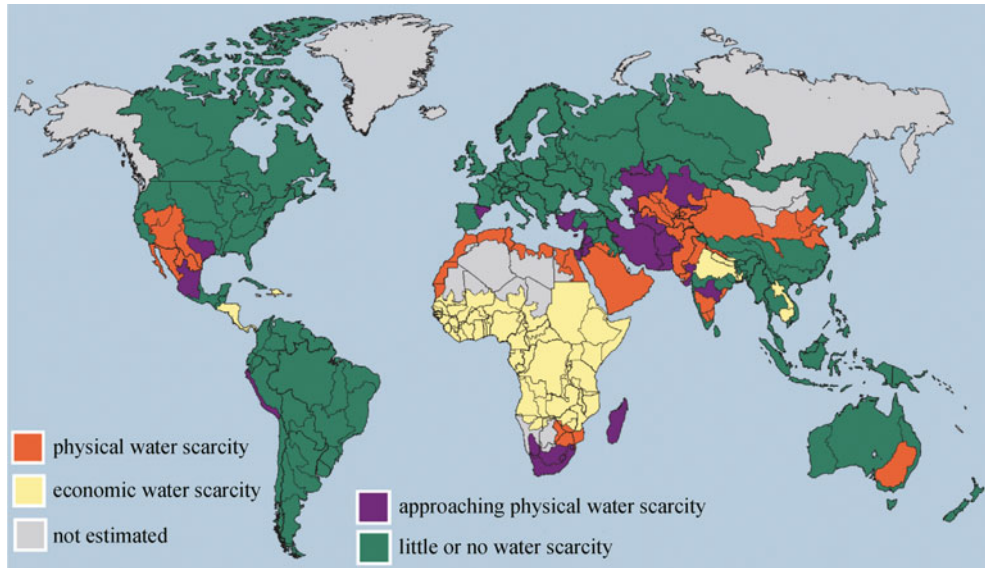 physical water scarcity
economic water scarcity
not estimated
approaching physical water scarcity
little or no water scarcity